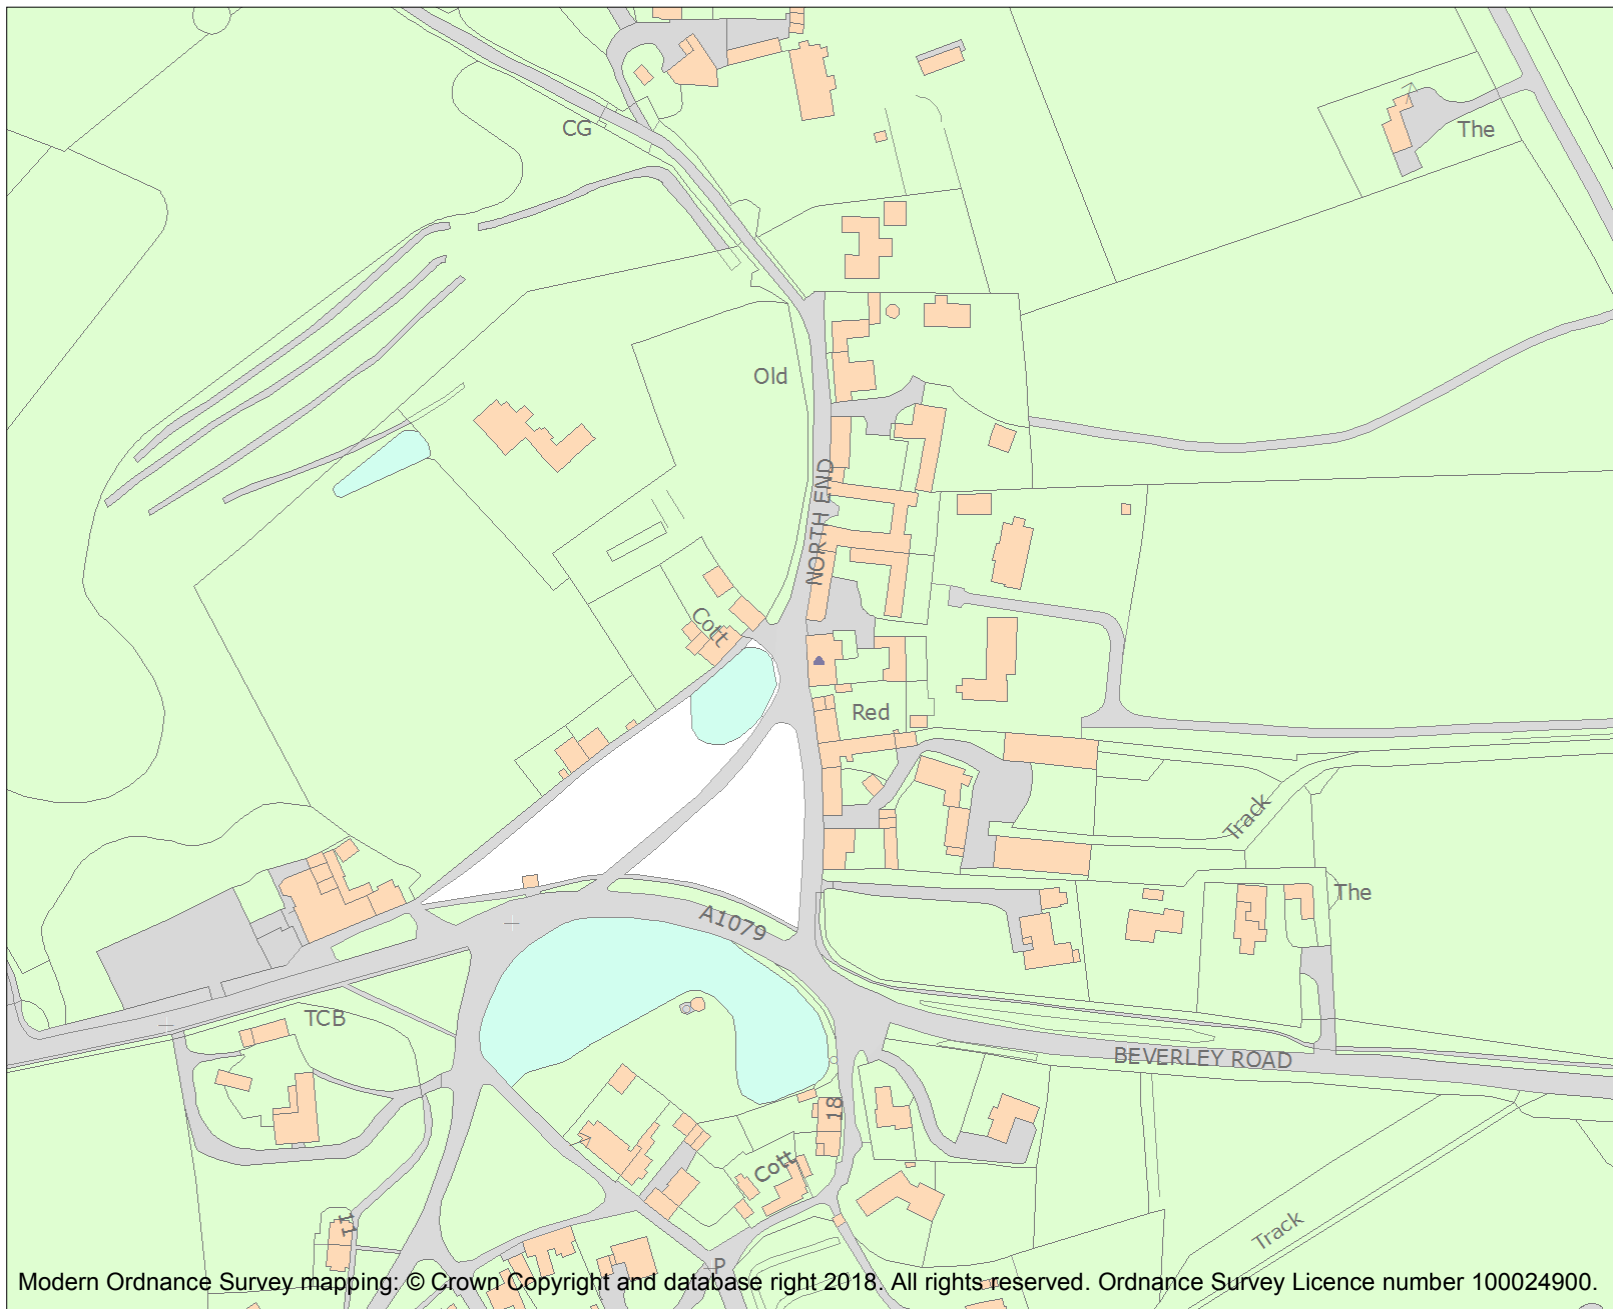 CG
The
Old
NORTH END
Cott
Red
Track
The
A1079
TCB
BEVERLEY ROAD
18
Cott
11
Track
P
Modern Ordnance Survey mapping: © Crown Copyright and database right 2018. All rights reserved. Ordnance Survey Licence number 100024900.